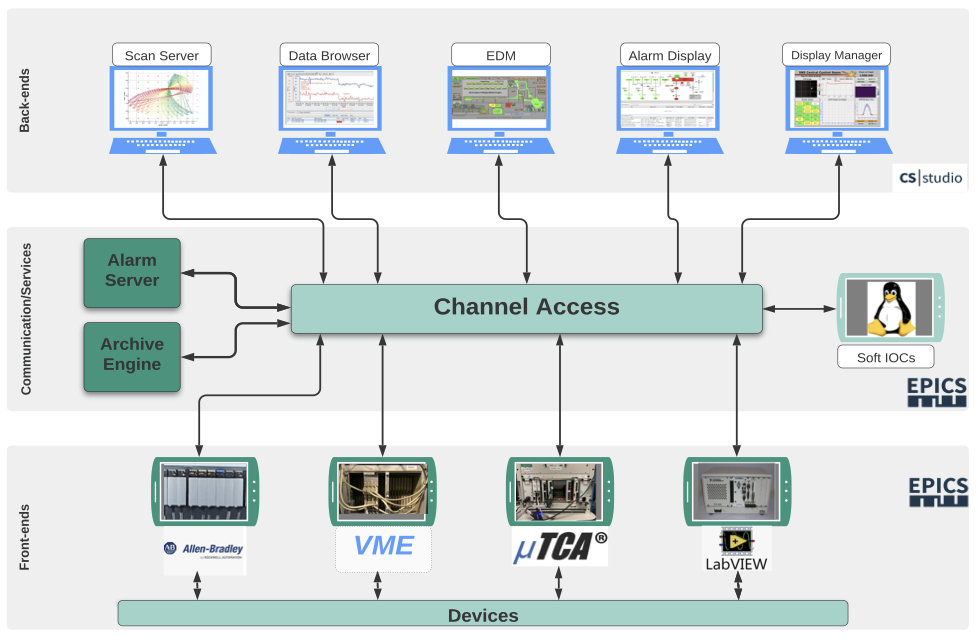 Back-ends
Scan Server
Data Browser
EDM
Alarm Display
Display Manager
CS|studio
Communication/Services
Alarm
Server
Archive
Engine
Channel Access
Soft IOCs
EPICS
Front-ends
EPICS
AB Allen-Bradley
VME
µTCA®
LabVIEW
Devices